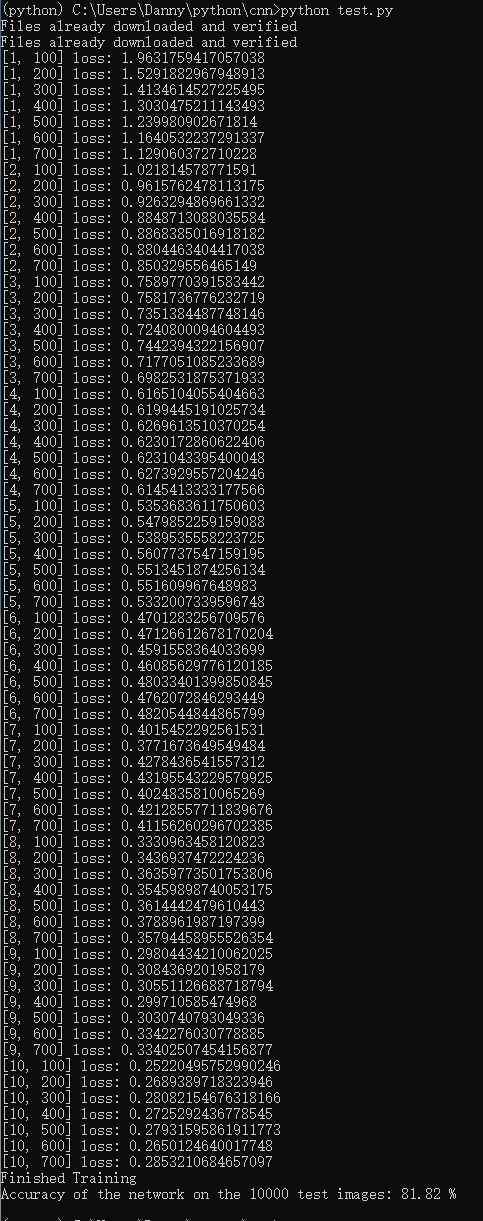 (python) C:\Users\Danny\python\cnn>python test.py
Files already downloaded and verified
Files already downloaded and verified
[1, 100] loss: 1.9631759417057038
[1, 200] loss: 1.5291882967948913
[1, 300] loss: 1.4134614527225495
[1, 400] loss: 1.3030475211143493
[1, 500] loss: 1.239980902671814
[1, 600] loss: 1.1640532237291337
[1, 700] loss: 1.129060372710228
[2, 100] loss: 1.021814578771591
[2, 200] loss: 0.9615762478113175
[2, 300] loss: 0.9263294869661332
[2, 400] loss: 0.8848713088035584
[2, 500] loss: 0.8868385016918182
[2, 600] loss: 0.8804463404417038
[2, 700] loss: 0.850329556465149
[3, 100] loss: 0.7589770391583442
[3, 200] loss: 0.7581736776232719
[3, 300] loss: 0.7351384487748146
[3, 400] loss: 0.7240800094604493
[3, 500] loss: 0.7442394322156907
[3, 600] loss: 0.7177051085233689
[3, 700] loss: 0.6982531875371933
[4, 100] loss: 0.6165104055404663
[4, 200] loss: 0.6199445191025734
[4, 300] loss: 0.6269613510370254
[4, 400] loss: 0.6230172860622406
[4, 500] loss: 0.6231043395400048
[4, 600] loss: 0.6273929557204246
[4, 700] loss: 0.6145413333177566
[5, 100] loss: 0.5353683611750603
[5, 200] loss: 0.5479852259159088
[5, 300] loss: 0.5389535558223725
[5, 400] loss: 0.5607737547159195
[5, 500] loss: 0.5513451874256134
[5, 600] loss: 0.551609967648983
[5, 700] loss: 0.5332007339596748
[6, 100] loss: 0.4701283256709576
[6, 200] loss: 0.47126612678170204
[6, 300] loss: 0.4591558364033699
[6, 400] loss: 0.46085629776120185
[6, 500] loss: 0.48033401399850845
[6, 600] loss: 0.4762072846293449
[6, 700] loss: 0.4820544844865799
[7, 100] loss: 0.4015452292561531
[7, 200] loss: 0.3771673649549484
[7, 300] loss: 0.4278436541557312
[7, 400] loss: 0.43195543229579925
[7, 500] loss: 0.4024835810065269
[7, 600] loss: 0.42128557711839676
[7, 700] loss: 0.41156260296702385
[8, 100] loss: 0.3330963458120823
[8, 200] loss: 0.3436937472224236
[8, 300] loss: 0.36359773501753806
[8, 400] loss: 0.35459898740053175
[8, 500] loss: 0.3614442479610443
[8, 600] loss: 0.3788961987197399
[8, 700] loss: 0.35794458955526354
[9, 100] loss: 0.29804434210062025
[9, 200] loss: 0.3084369201958179
[9, 300] loss: 0.30551126688718794
[9, 400] loss: 0.299710585474968
[9, 500] loss: 0.3030740793049336
[9, 600] loss: 0.3342276030778885
[9, 700] loss: 0.33402507454156877
[10, 100] loss: 0.25220495752990246
[10, 200] loss: 0.2689389718323946
[10, 300] loss: 0.28082154676318166
[10, 400] loss: 0.2725292436778545
[10, 500] loss: 0.27931595861911773
[10, 600] loss: 0.2650124640017748
[10, 700] loss: 0.2853210684657097
Finished Training
Accuracy of the network on the 10000 test images: 81.82 %